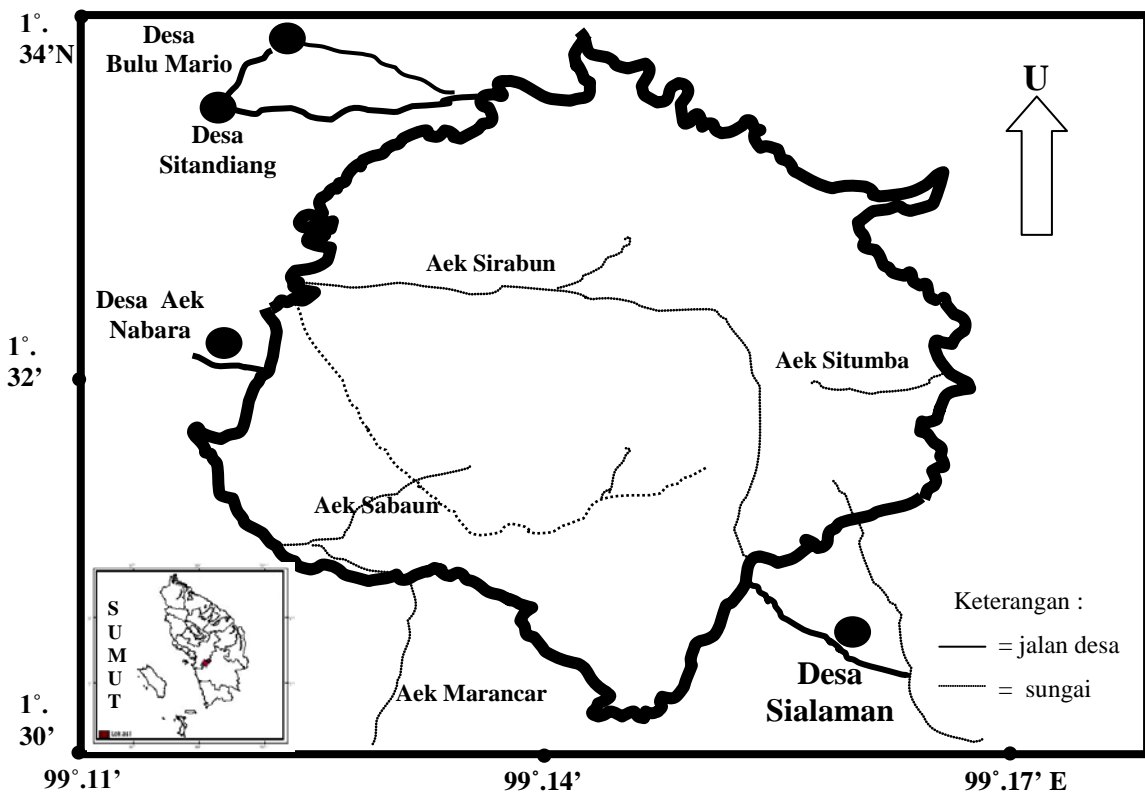 1°.
34’N
Desa
Bulu Mario
Desa
Sitandiang
U
Aek Sirabun
Desa Aek
Nabara
1°.
32’
Aek Situmba
Aek Sabaun
S
U
M
U
T
Keterangan :
= jalan desa
= sungai
Desa
Sialaman
Aek Marancar
1°.
30’
99°.11’
99°.14’
99°.17’ E